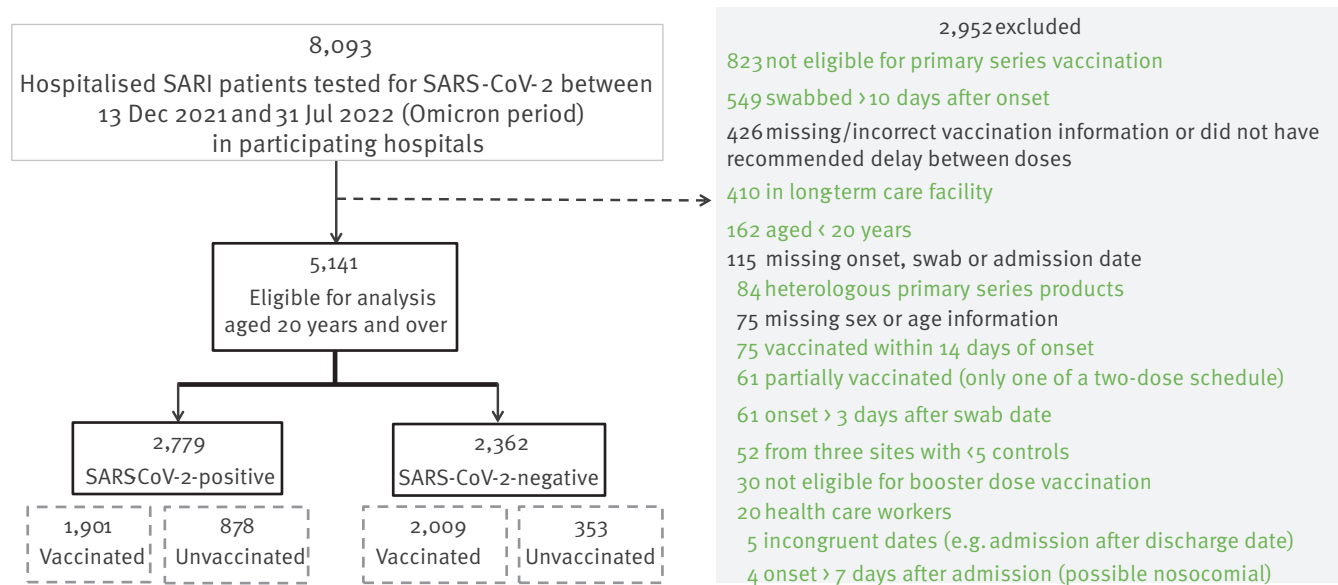 8,093
Hospitalised SARI patients tested for SARS-CoV-2 between
13 Dec 2021 and 31 Jul 2022 (Omicron period)
in participating hospitals
5,141
Eligible for analysis
aged 20 years and over
2,779
SARSCoV-2-positive
2,362
SARS-CoV-2-negative
1,901
Vaccinated
878
Unvaccinated
2,009
Vaccinated
353
Unvaccinated
2,952 excluded
823 not eligible for primary series vaccination
549 swabbed >10 days after onset
426 missing/incorrect vaccination information or did not have
recommended delay between doses
410 in long-term care facility
162 aged < 20 years
115 missing onset, swab or admission date
84 heterologous primary series products
75 missing sex or age information
75 vaccinated within 14 days of onset
61 partially vaccinated (only one of a two-dose schedule)
61 onset > 3 days after swab date
52 from three sites with <5 controls
30 not eligible for booster dose vaccination
20 health care workers
5 incongruent dates (e.g. admission after discharge date)
4 onset > 7 days after admission (possible nosocomial)